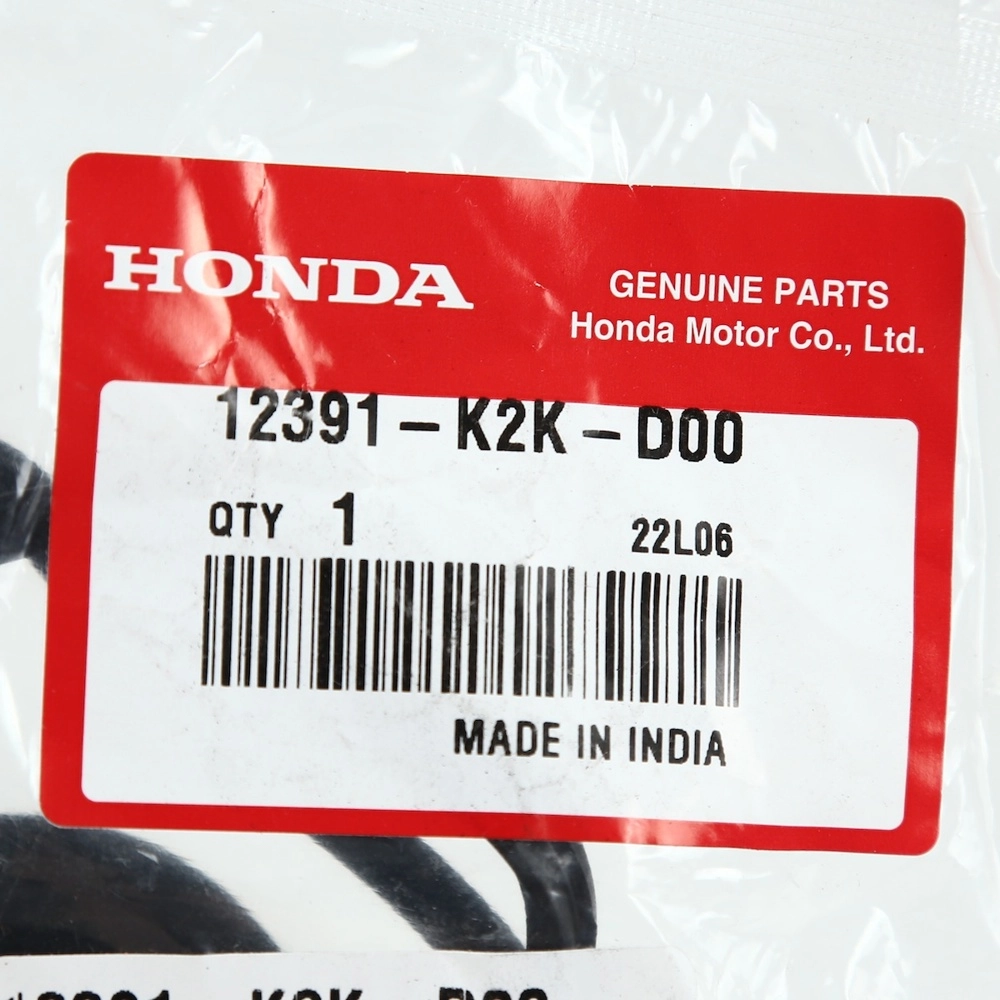 HONDA
GENUINE PARTS
Honda Motor Co., Ltd.
12391-K2K-D00
QTY 1 22L06
MADE IN INDIA